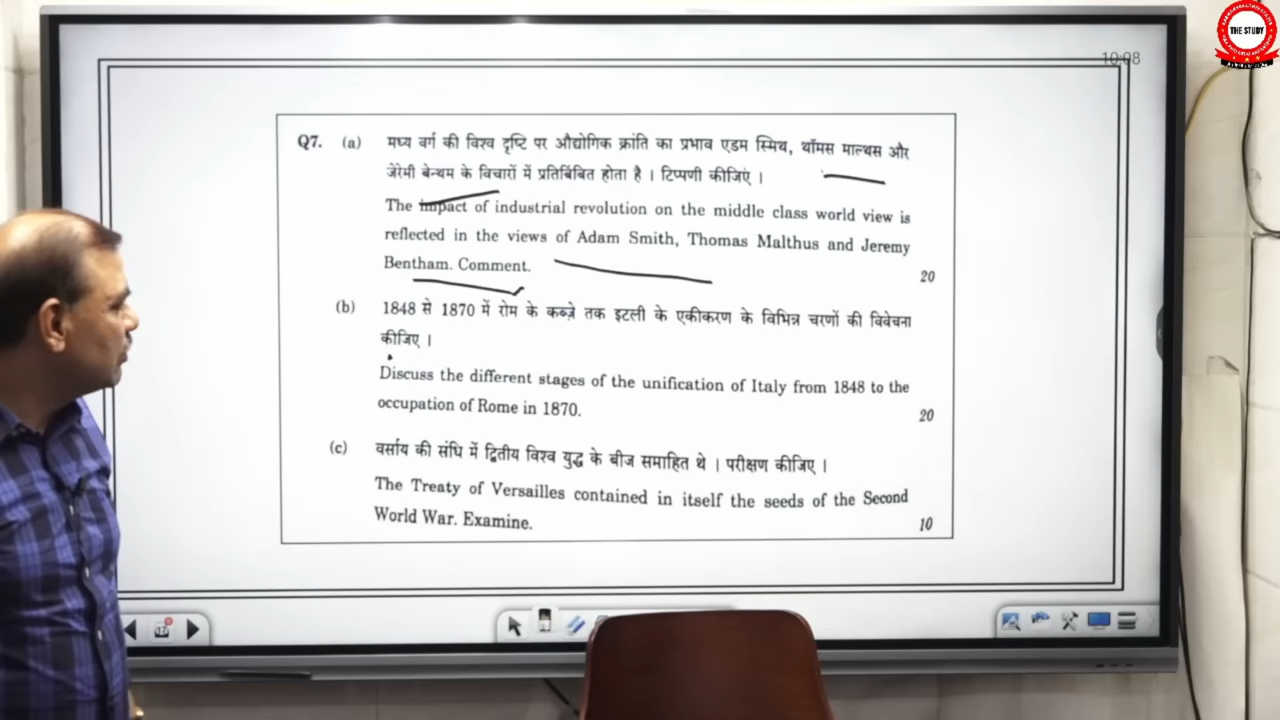 THE STUDY
10:08
Q7. (a) मध्य वर्ग की विश्व दृष्टि पर औद्योगिक क्रांति का प्रभाव एडम स्मिथ, थॉमस माल्थस और
जेरेमी बेन्थम के विचारों में प्रतिबिंबित होता है । टिप्पणी कीजिए ।
The impact of industrial revolution on the middle class world view is
reflected in the views of Adam Smith, Thomas Malthus and Jeremy
Bentham. Comment. 20
(b) 1848 से 1870 में रोम के कब्ज़े तक इटली के एकीकरण के विभिन्न चरणों की विवेचना
कीजिए ।
Discuss the different stages of the unification of Italy from 1848 to the
occupation of Rome in 1870. 20
(c) वर्साय की संधि में द्वितीय विश्व युद्ध के बीज समाहित थे । परीक्षण कीजिए ।
The Treaty of Versailles contained in itself the seeds of the Second
World War. Examine. 10